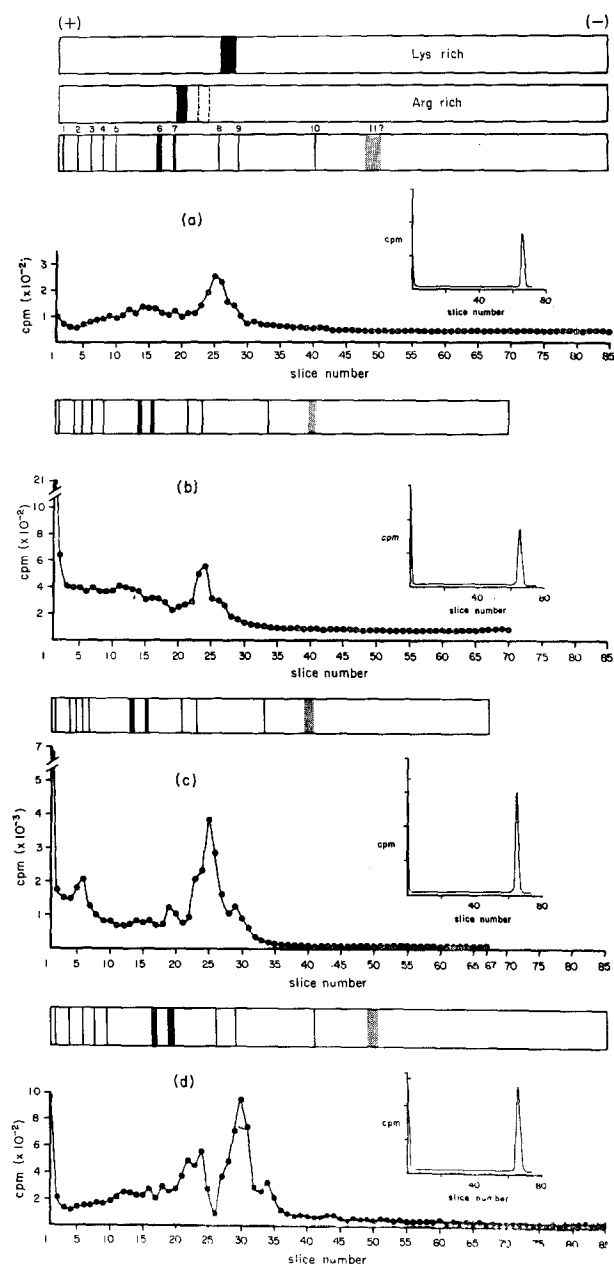 (+) (−)
Lys rich
Arg rich
1 2 3 4 5 6 7 8 9 10 11?
(a)
cpm
40 80
slice number
cpm (x10⁻²)
3
2
1
1 5 10 15 20 25 30 35 40 45 50 55 60 65 70 75 80 85
slice number
(b)
cpm
40 80
slice number
cpm (x10⁻²)
21
10
8
6
4
2
1 5 10 15 20 25 30 35 40 45 50 55 60 65 70 75 80 85
slice number
(c)
cpm
40 80
slice number
cpm (x10⁻³)
7
5
4
3
2
1
1 5 10 15 20 25 30 35 40 45 50 55 60 65 67 70 75 80 85
slice number
(d)
cpm
40 80
slice number
cpm (x10⁻²)
10
8
6
4
2
1 5 10 15 20 25 30 35 40 45 50 55 60 65 70 75 80 85
slice number